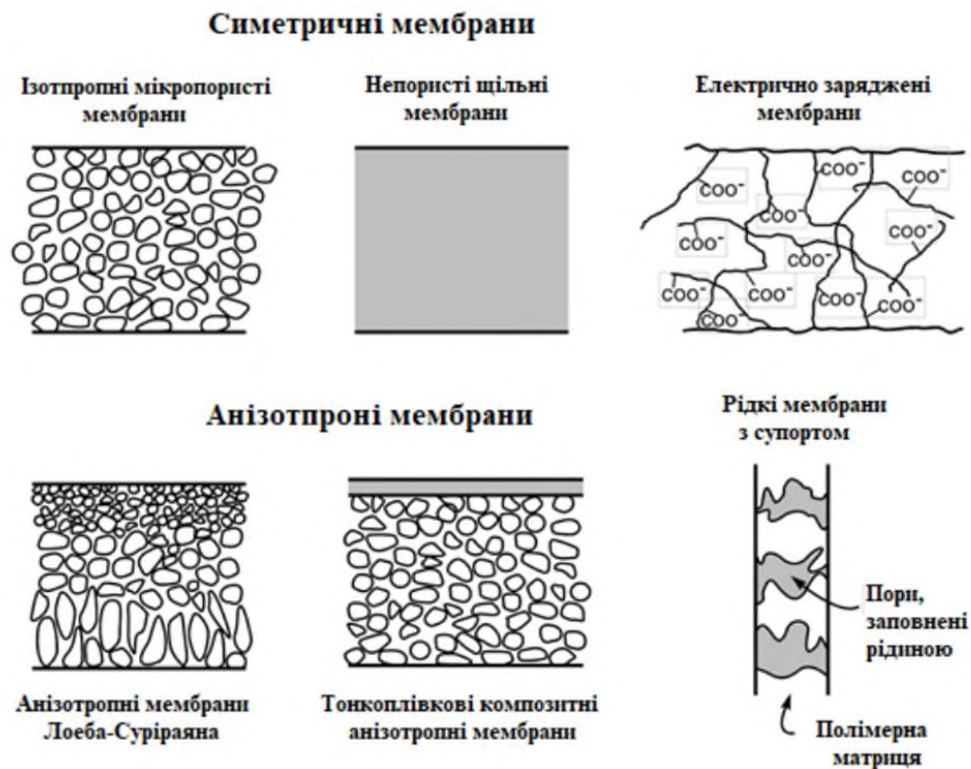 Симетричні мембрани
Ізотпропні мікропористі
мембрани
Непористі щільні
мембрани
Електрично заряджені
мембрани
COO⁻
COO⁻
COO⁻
COO⁻
COO⁻
COO⁻
COO⁻
COO⁻
COO⁻
COO⁻
COO⁻
Анізотпроні мембрани
Рідкі мембрани
з супортом
Пори,
заповнені
рідиною
Полімерна
матриця
Анізотропні мембрани
Лоеба-Суріраяна
Тонкоплівкові композитні
анізотропні мембрани